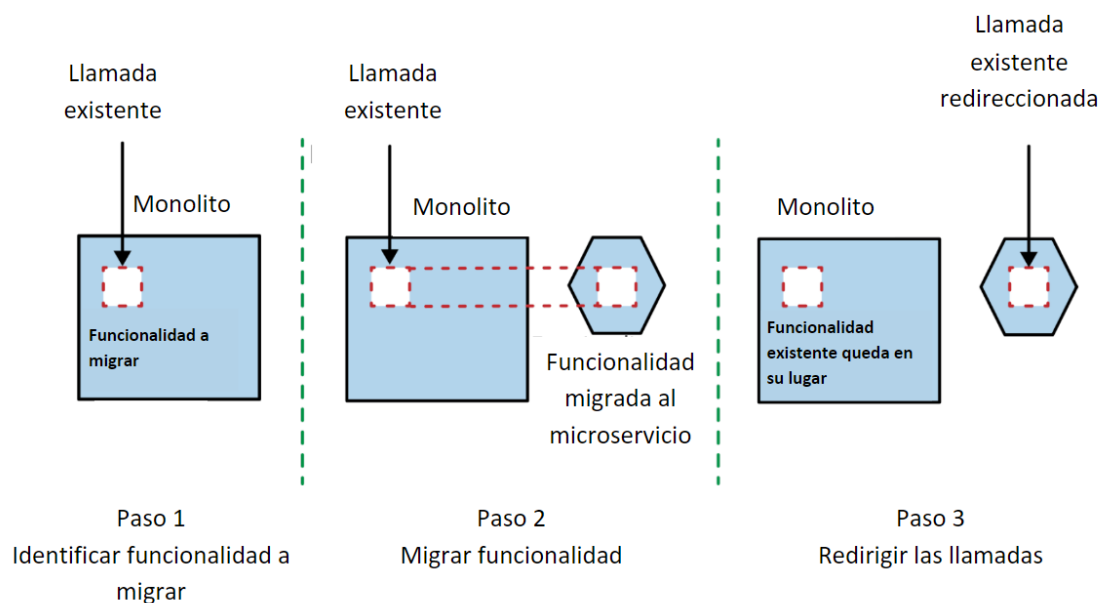 Llamada
existente
Monolito
Funcionalidad a
migrar
Paso 1
Identificar funcionalidad a
migrar
Llamada
existente
Monolito
Funcionalidad
migrada al
microservicio
Paso 2
Migrar funcionalidad
Llamada
existente
redireccionada
Monolito
Funcionalidad
existente queda en
su lugar
Paso 3
Redirigir las llamadas